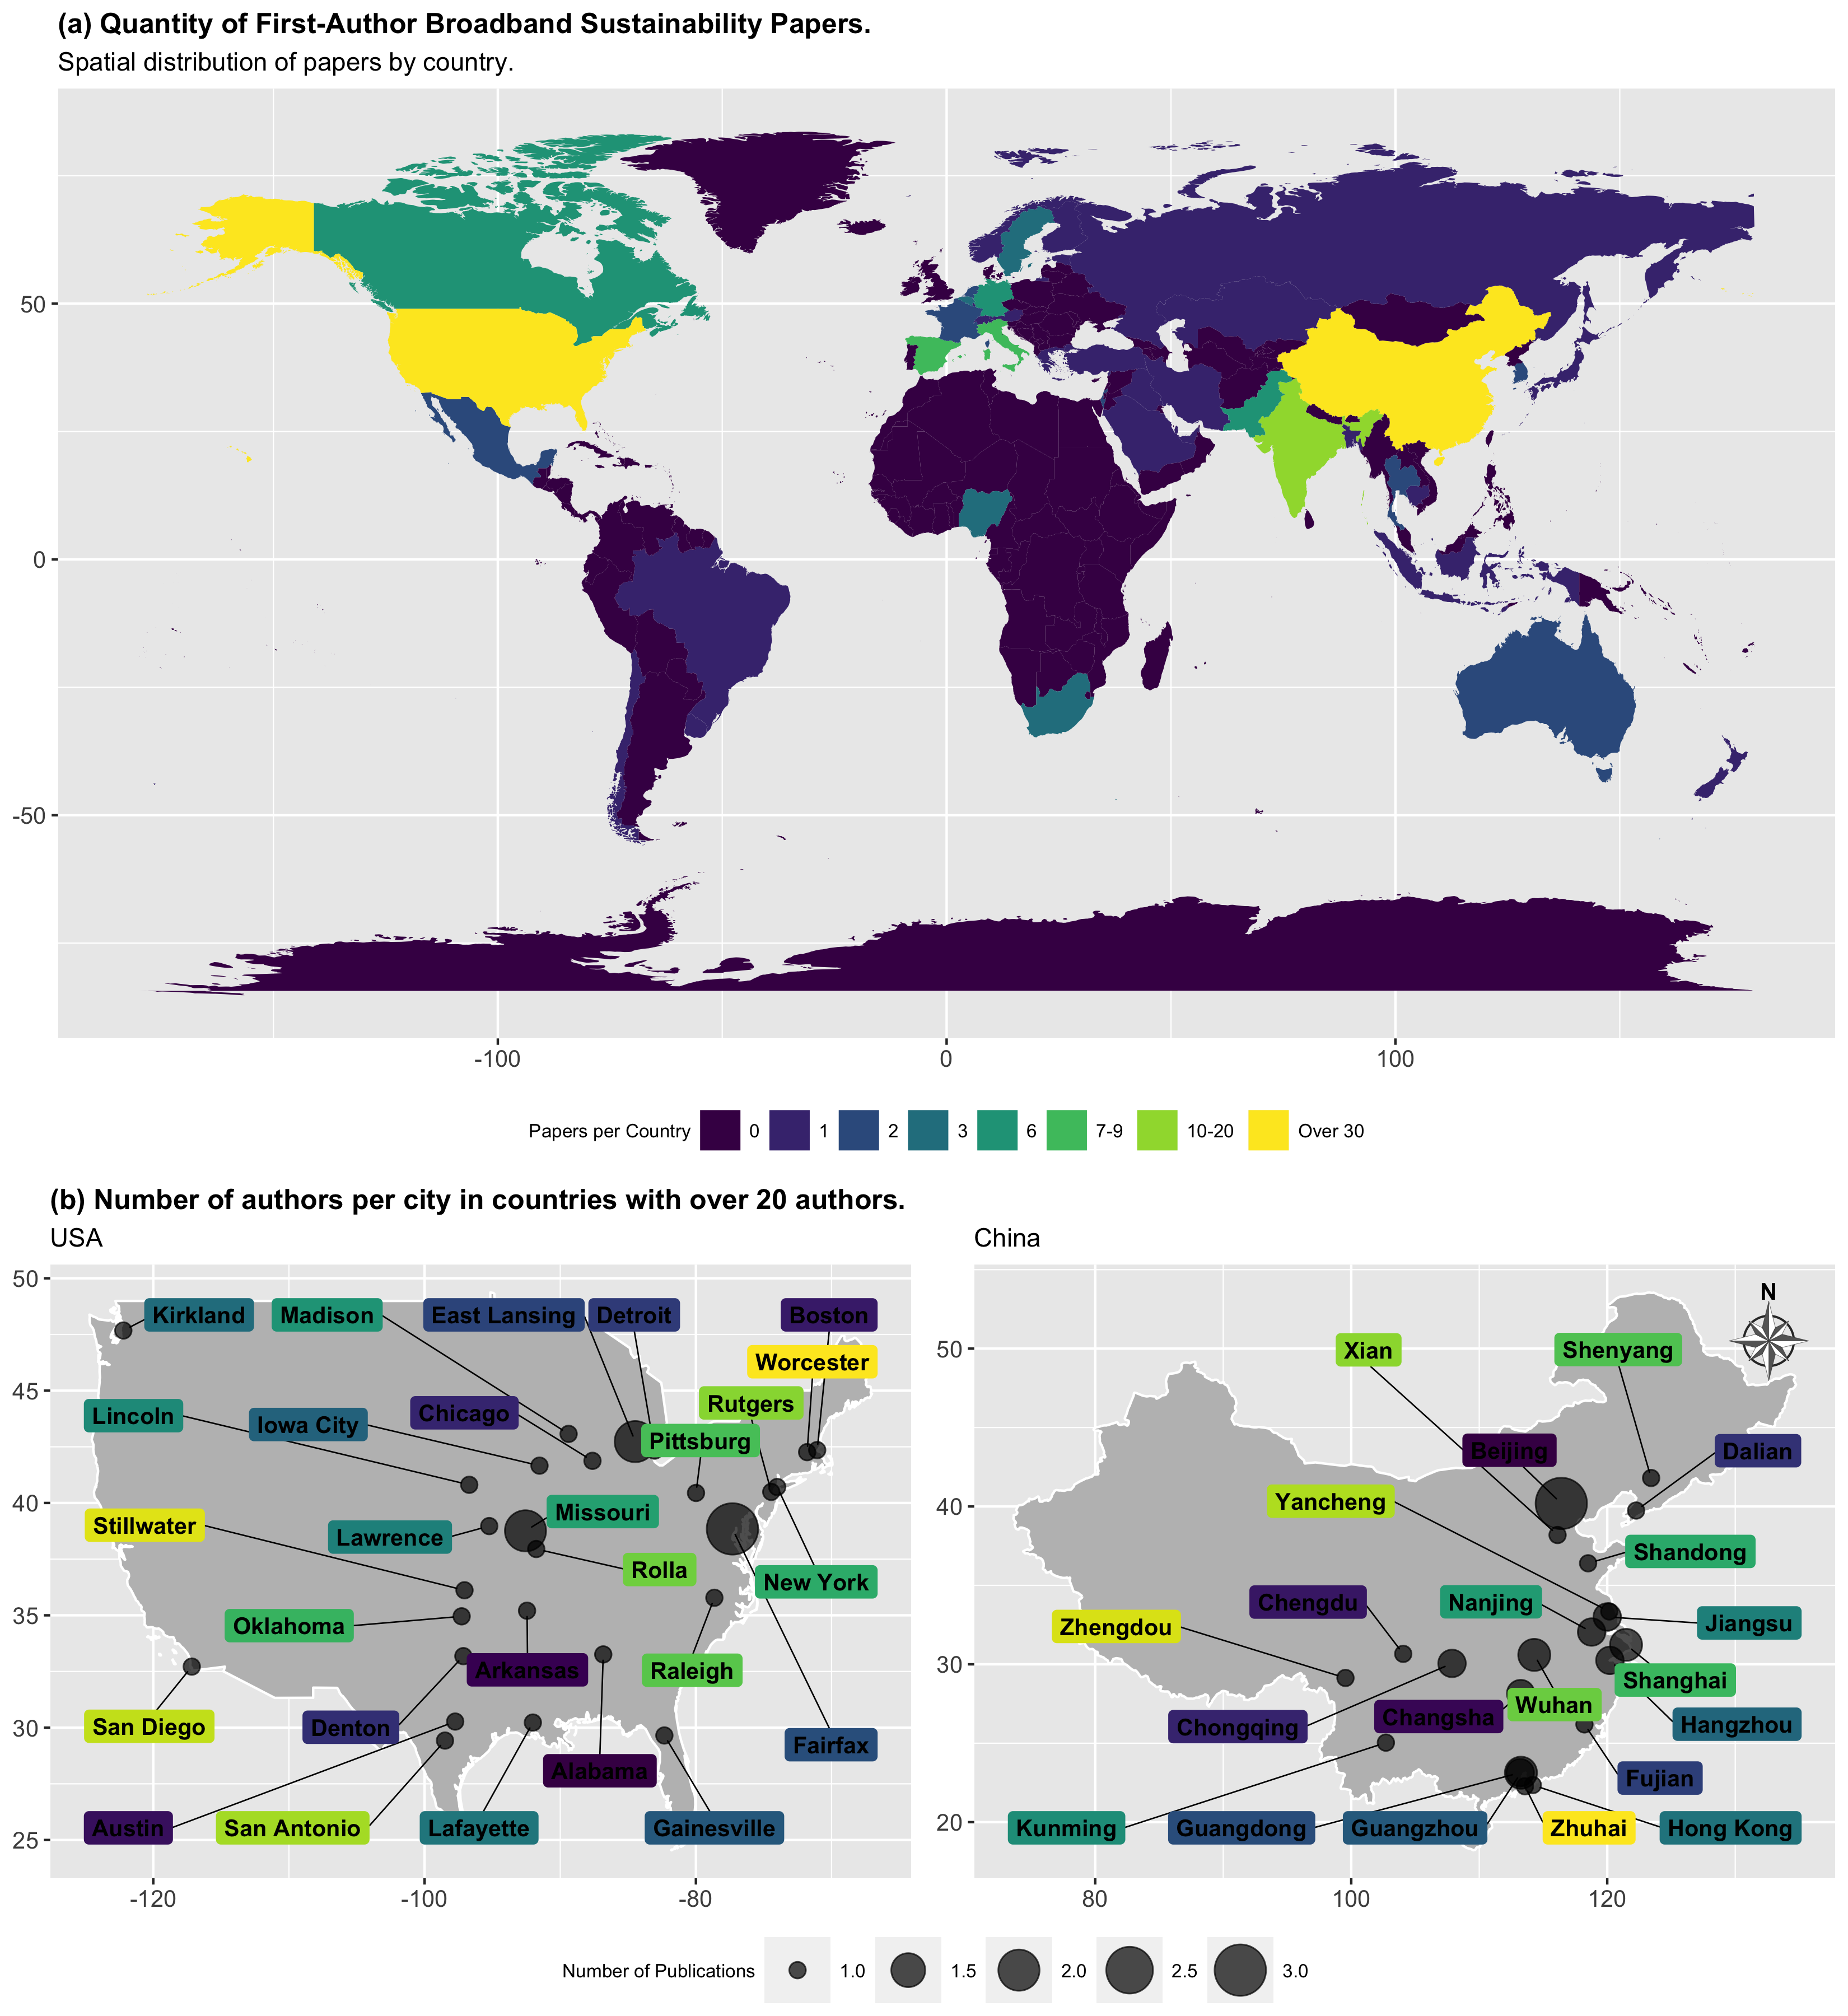 (a) Quantity of First-Author Broadband Sustainability Papers.
Spatial distribution of papers by country.
50
0
-50
-100 0 100
Papers per Country 0 1 2 3 6 7-9 10-20 Over 30
(b) Number of authors per city in countries with over 20 authors.
USA
50
45
40
35
30
25
Kirkland Madison East Lansing Detroit Boston
Worcester
Rutgers
Lincoln Iowa City Chicago
Pittsburg
Stillwater Lawrence Missouri
Rolla
New York
Oklahoma
Arkansas Raleigh
San Diego Denton
Fairfax
Alabama
Austin San Antonio Lafayette Gainesville
-120 -100 -80
China
N
50
40
30
20
Xian Shenyang
Beijing Dalian
Yancheng
Shandong
Chengdu Nanjing
Zhengdou Jiangsu
Shanghai
Changsha Wuhan
Chongqing Hangzhou
Fujian
Kunming Guangdong Guangzhou Zhuhai Hong Kong
80 100 120
Number of Publications 1.0 1.5 2.0 2.5 3.0